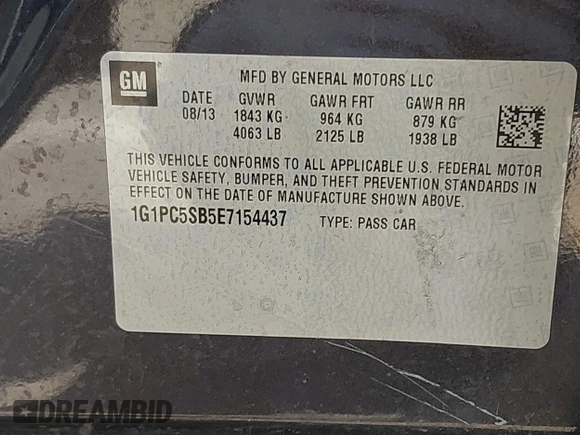 GM
MFD BY GENERAL MOTORS LLC
DATE GVWR GAWR FRT GAWR RR
08/13 1843 KG 964 KG 879 KG
4063 LB 2125 LB 1938 LB
THIS VEHICLE CONFORMS TO ALL APPLICABLE U.S. FEDERAL MOTOR
VEHICLE SAFETY, BUMPER, AND THEFT PREVENTION STANDARDS IN
EFFECT ON THE DATE OF MANUFACTURE SHOWN ABOVE.
1G1PC5SB5E7154437 TYPE: PASS CAR
DREAMBID